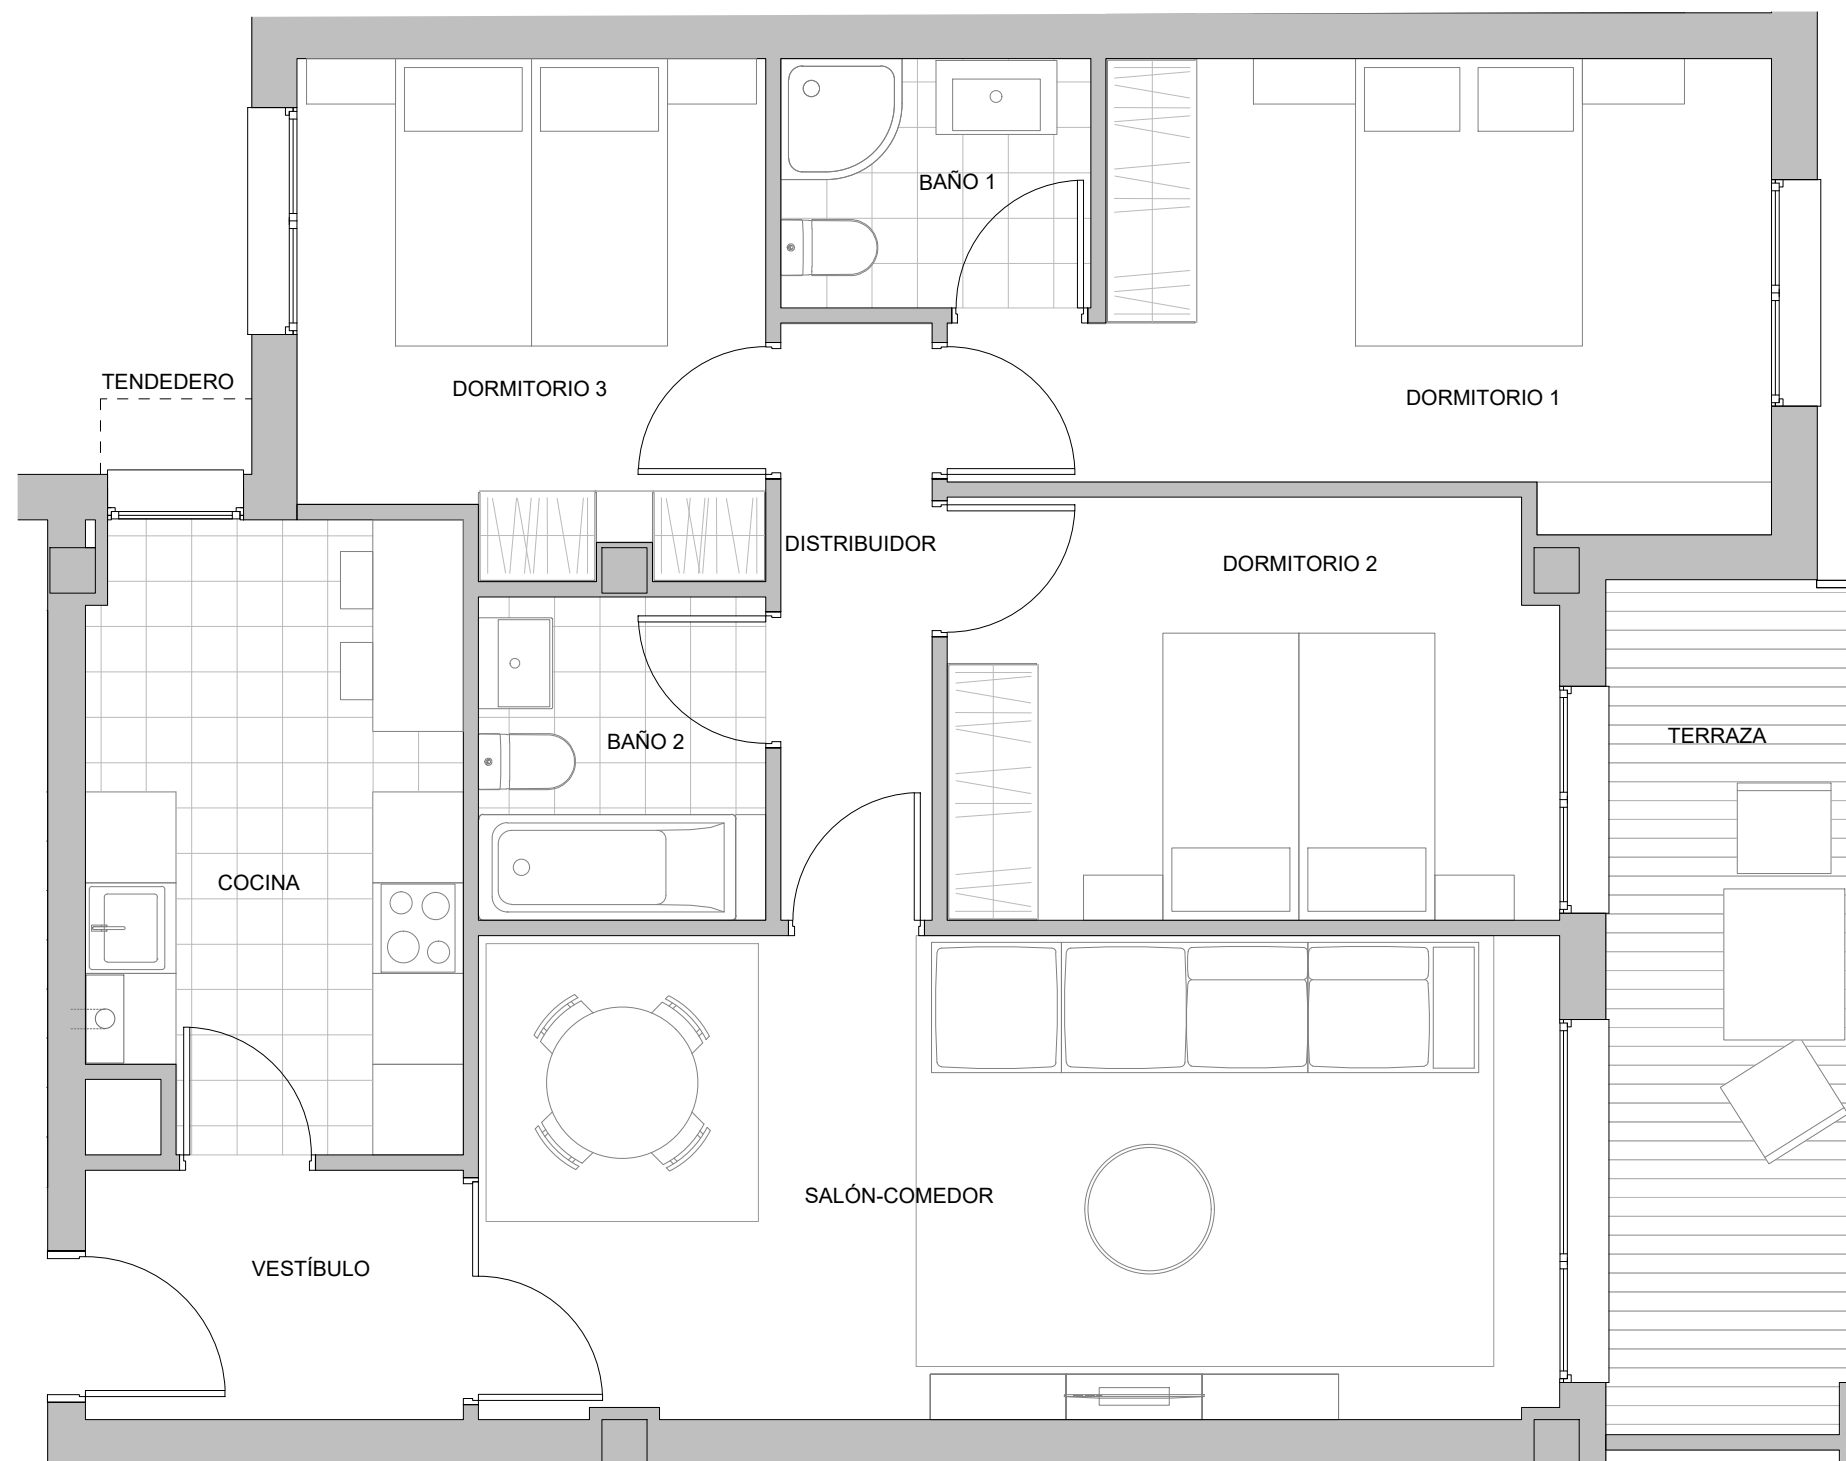 BAÑO 1
TENDEDERO
DORMITORIO 3
DORMITORIO 1
DISTRIBUIDOR
DORMITORIO 2
BAÑO 2
TERRAZA
COCINA
SALÓN-COMEDOR
VESTÍBULO